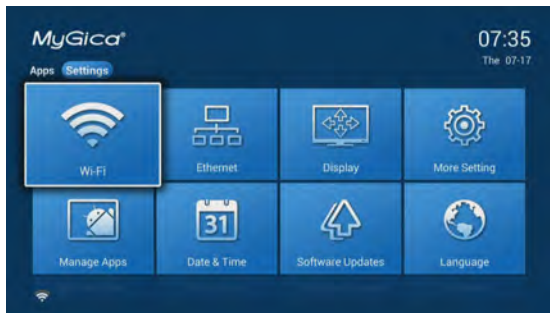 MyGica®
07:35
The 07-17
Apps Settings
Wi-Fi
Ethernet
Display
More Setting
31
Manage Apps
Date & Time
Software Updates
Language